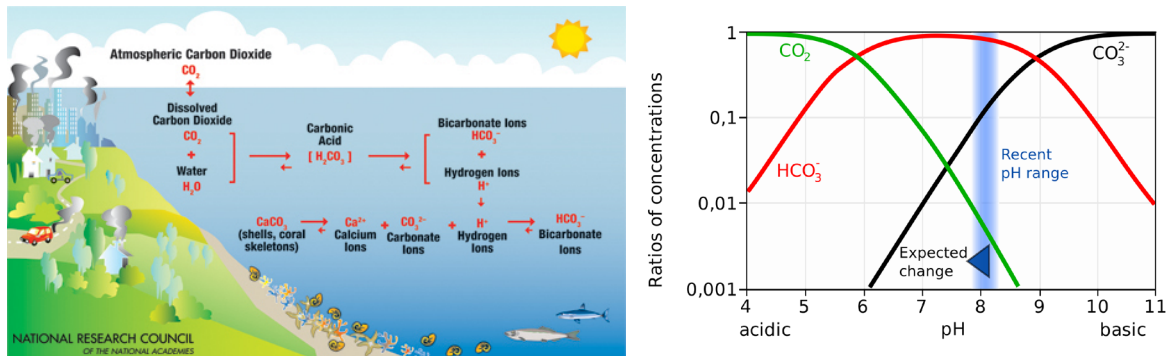 Atmospheric Carbon Dioxide
CO₂
Dissolved
Carbon Dioxide
CO₂
+
Water
H₂O
Carbonic
Acid
[ H₂CO₃ ]
Bicarbonate Ions
HCO₃⁻
+
Hydrogen Ions
H⁺
CaCO₃
(shells, coral
skeletons)
Ca²⁺
Calcium
Ions
+
CO₃²⁻
Carbonate
Ions
+
H⁺
Hydrogen
Ions
HCO₃⁻
Bicarbonate
Ions
NATIONAL RESEARCH COUNCIL
OF THE NATIONAL ACADEMIES
Ratios of concentrations
1
0,1
0,01
0,001
CO₂
CO₃²⁻
HCO₃⁻
Recent
pH range
Expected
change
4 5 6 7 8 9 10 11
acidic pH basic